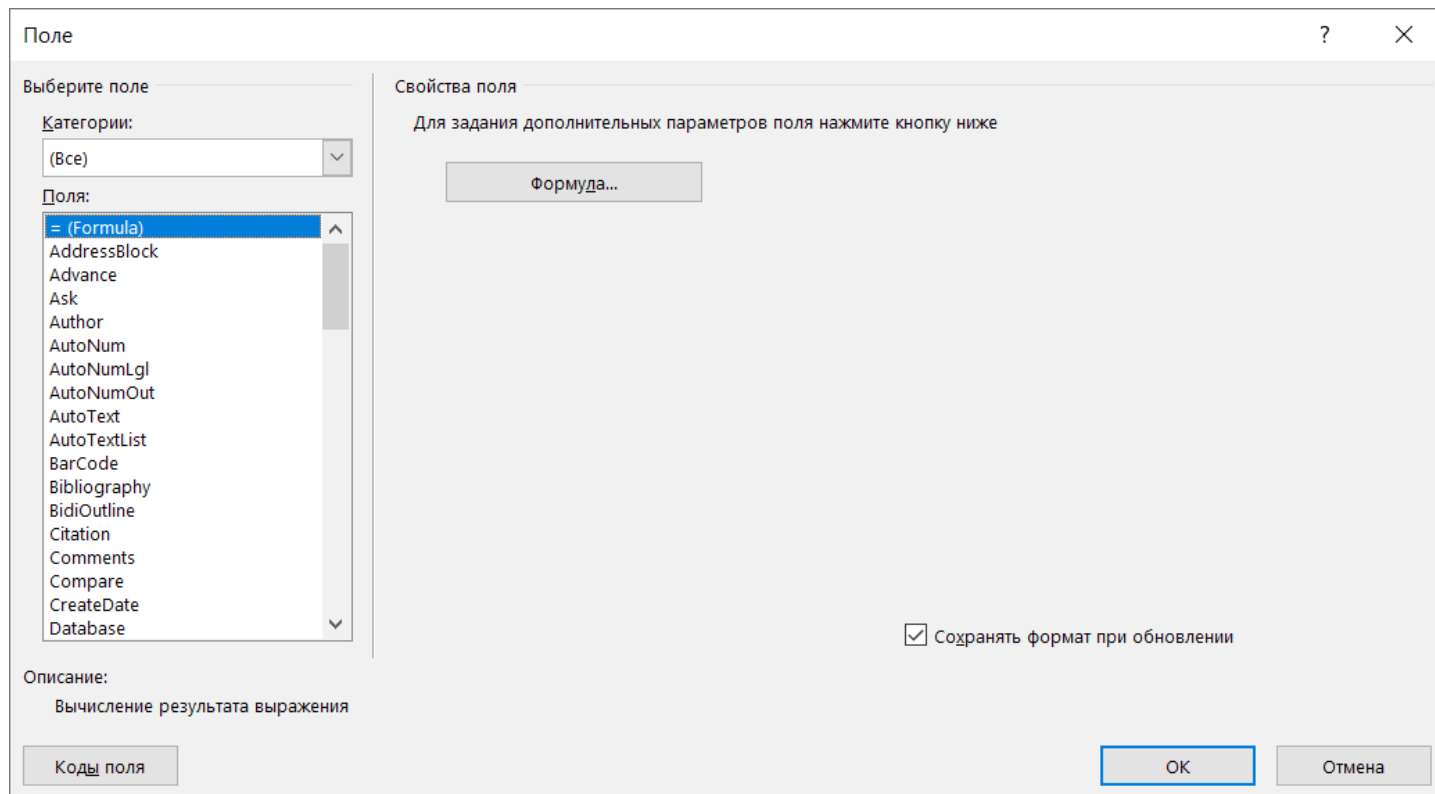 Поле
?
Выберите поле
Категории:
(Все)
Поля:
= (Formula)
AddressBlock
Advance
Ask
Author
AutoNum
AutoNumLgl
AutoNumOut
AutoText
AutoTextList
BarCode
Bibliography
BidiOutline
Citation
Comments
Compare
CreateDate
Database
Свойства поля
Для задания дополнительных параметров поля нажмите кнопку ниже
Формула...
Сохранять формат при обновлении
Описание:
Вычисление результата выражения
Коды поля
ОК
Отмена